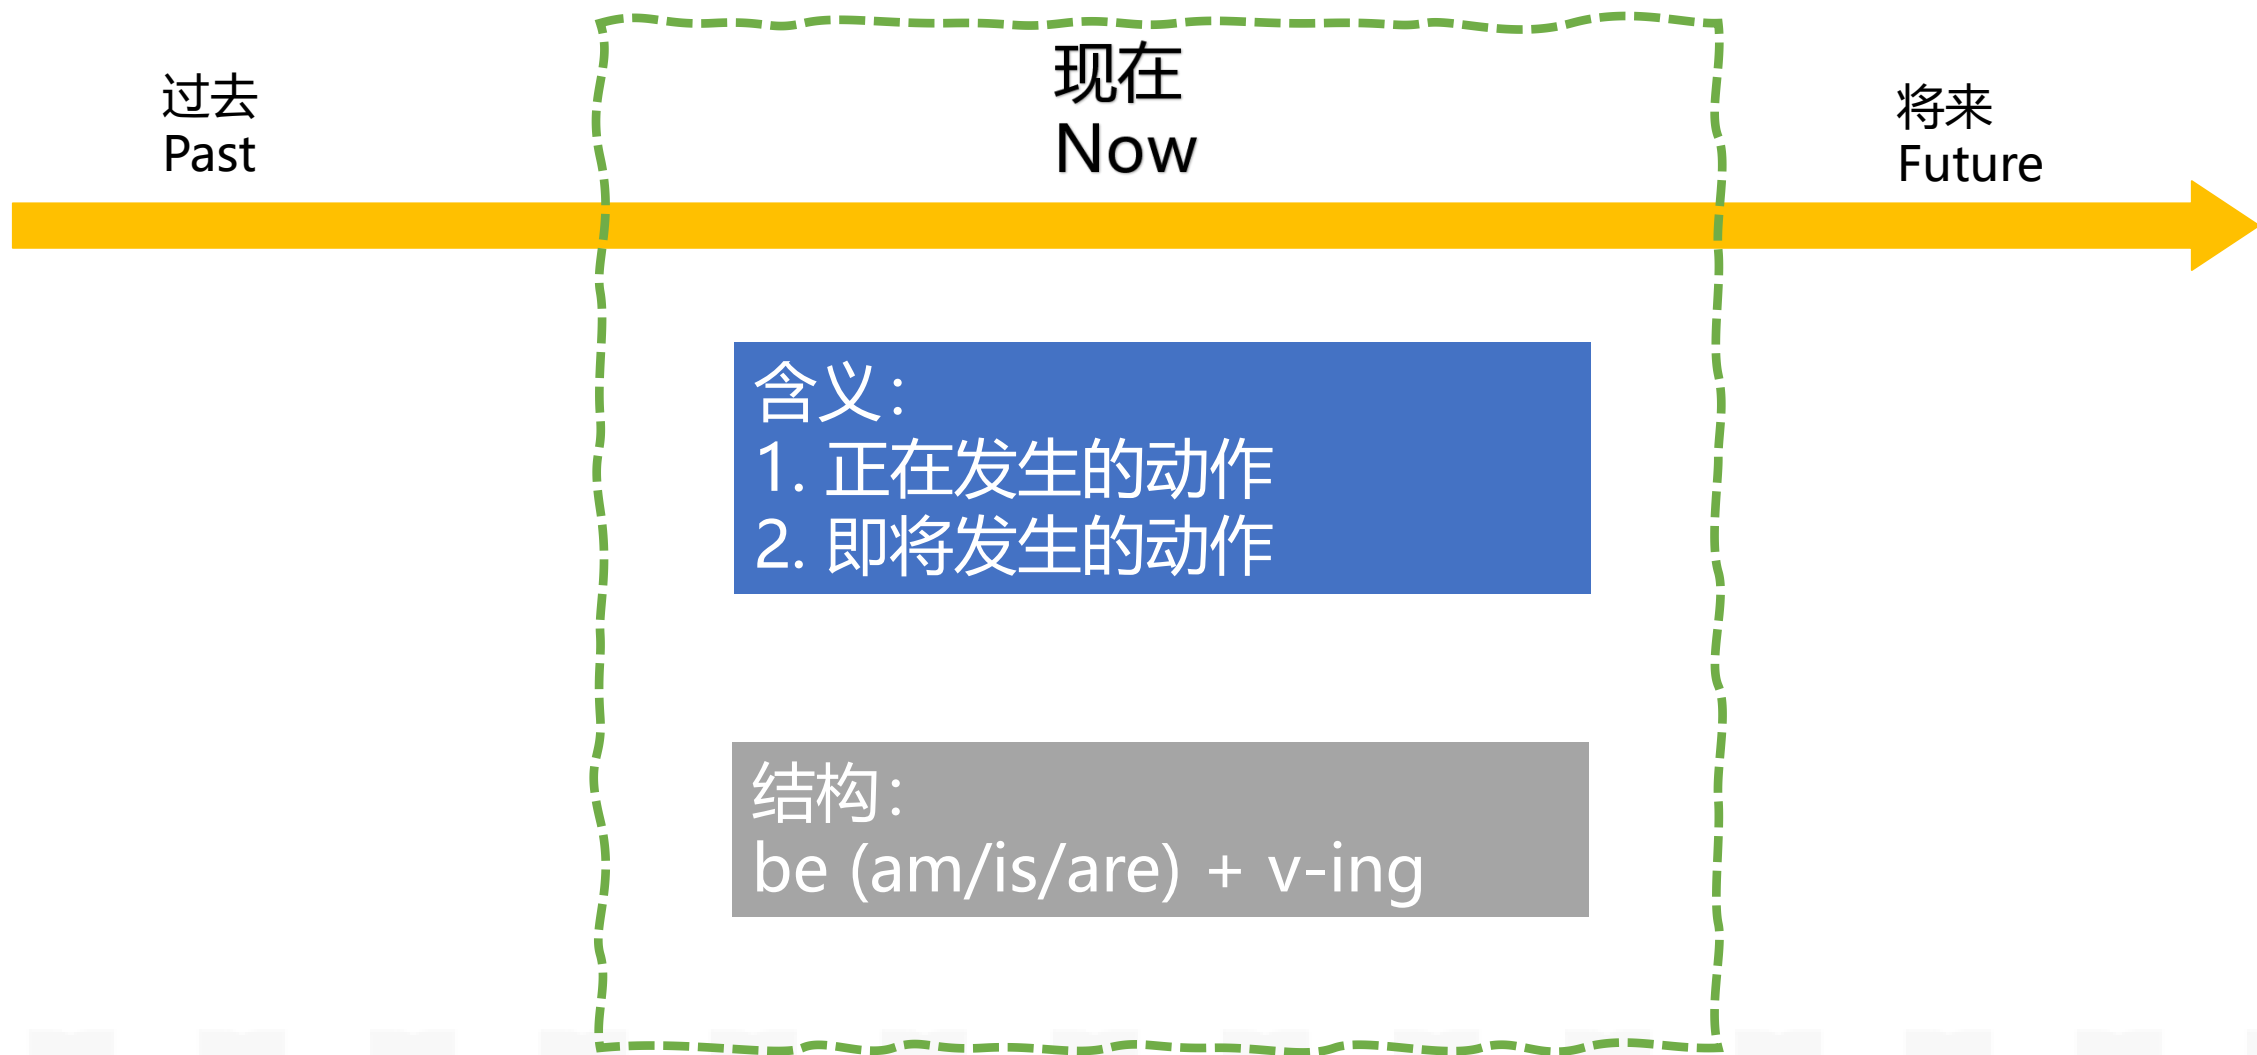 过去
Past
现在
Now
将来
Future
含义：
1. 正在发生的动作
2. 即将发生的动作
结构：
be (am/is/are) + v-ing